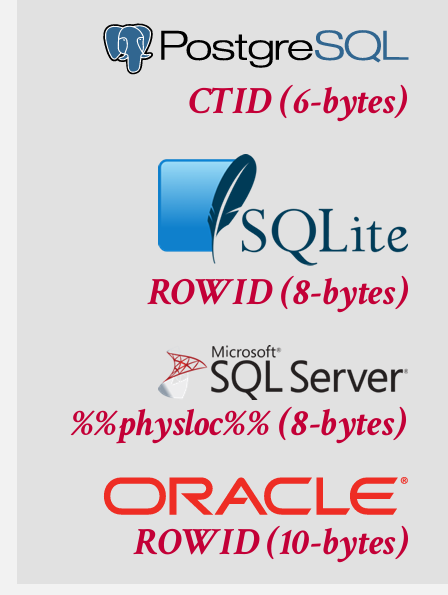 PostgreSQL
CTID (6-bytes)
SQLite
ROWID (8-bytes)
Microsoft®
SQL Server®
%%physloc%% (8-bytes)
ORACLE®
ROWID (10-bytes)